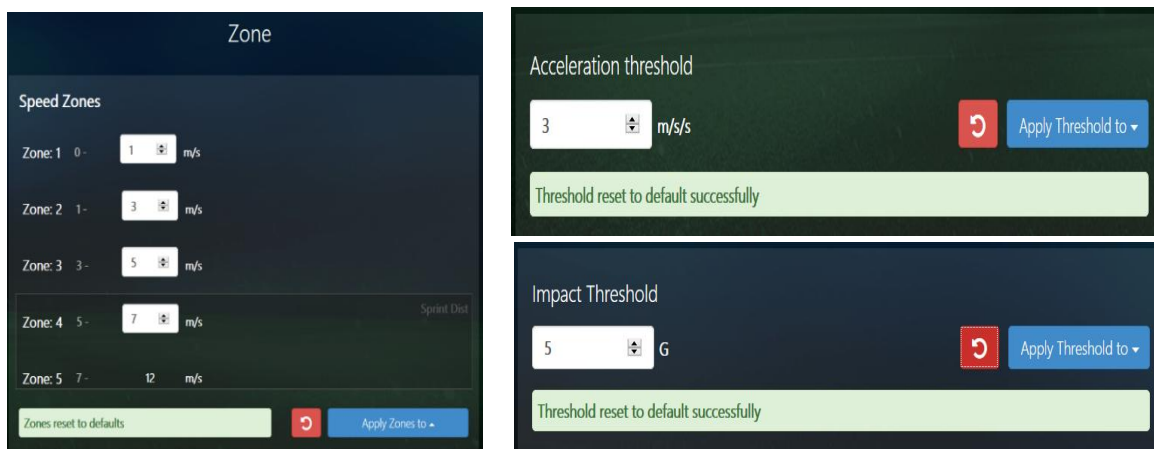 Zone
Speed Zones
Zone: 1 0 - 1 m/s
Zone: 2 1 - 3 m/s
Zone: 3 3 - 5 m/s
Sprint Dist
Zone: 4 5 - 7 m/s
Zone: 5 7 - 12 m/s
Zones reset to defaults Apply Zones to
Acceleration threshold
3 m/s/s Apply Threshold to
Threshold reset to default successfully
Impact Threshold
5 G Apply Threshold to
Threshold reset to default successfully